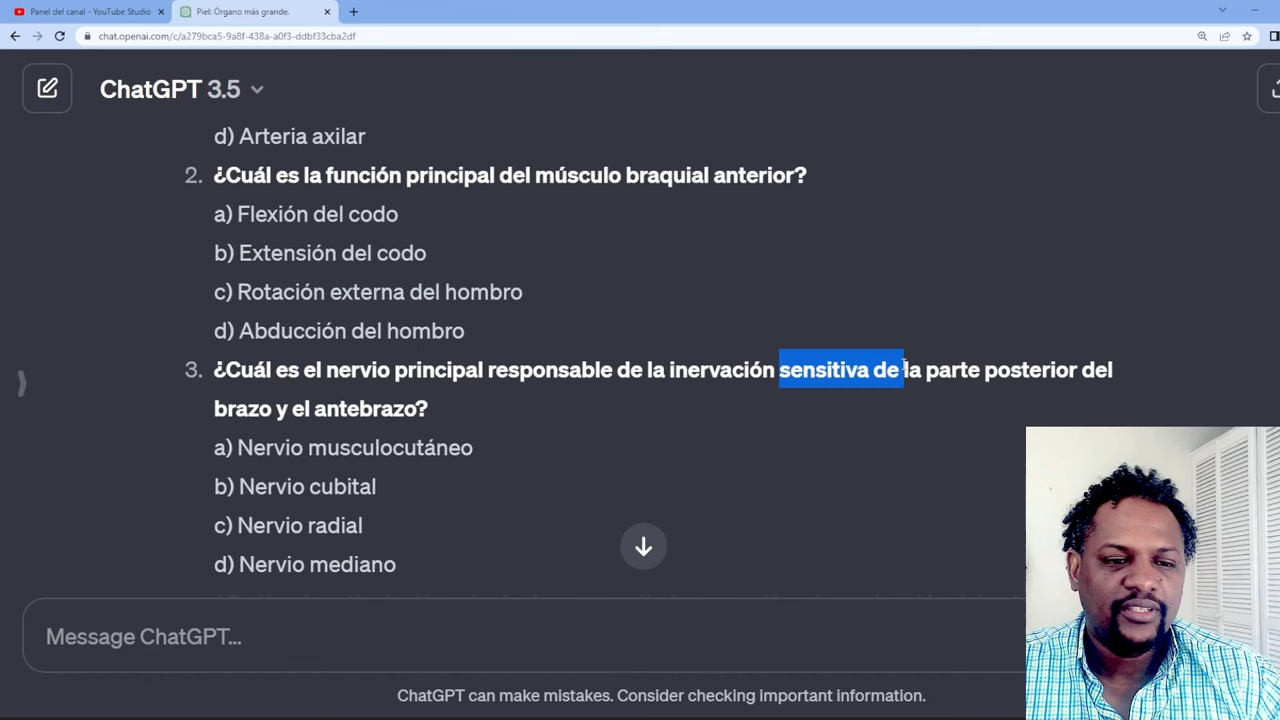 Panel del canal - YouTube Studio
Piel: Órgano más grande.
chat.openai.com/c/a279bca5-9a8f-438a-a0f3-ddbf33cba2df
ChatGPT 3.5
d) Arteria axilar
2. ¿Cuál es la función principal del músculo braquial anterior?
a) Flexión del codo
b) Extensión del codo
c) Rotación externa del hombro
d) Abducción del hombro
3. ¿Cuál es el nervio principal responsable de la inervación sensitiva de la parte posterior del
brazo y el antebrazo?
a) Nervio musculocutáneo
b) Nervio cubital
c) Nervio radial
d) Nervio mediano
Message ChatGPT...
ChatGPT can make mistakes. Consider checking important information.